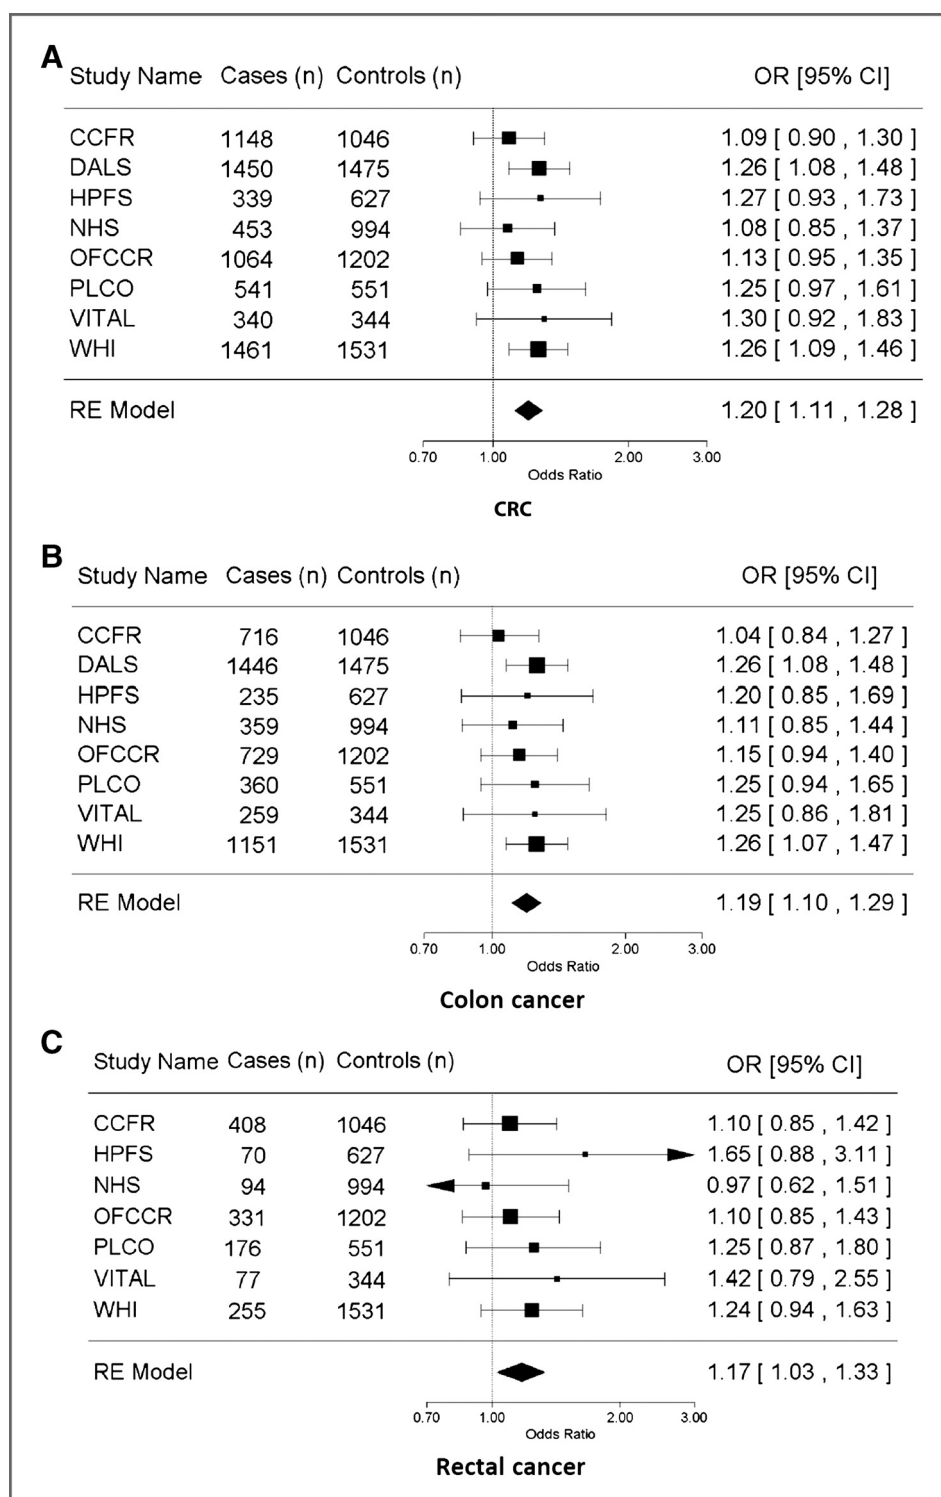 A
Study Name Cases (n) Controls (n) OR [95% CI]
CCFR 1148 1046 1.09 [ 0.90 , 1.30 ]
DALS 1450 1475 1.26 [ 1.08 , 1.48 ]
HPFS 339 627 1.27 [ 0.93 , 1.73 ]
NHS 453 994 1.08 [ 0.85 , 1.37 ]
OFCCR 1064 1202 1.13 [ 0.95 , 1.35 ]
PLCO 541 551 1.25 [ 0.97 , 1.61 ]
VITAL 340 344 1.30 [ 0.92 , 1.83 ]
WHI 1461 1531 1.26 [ 1.09 , 1.46 ]
RE Model 1.20 [ 1.11 , 1.28 ]
0.70 1.00 2.00 3.00
Odds Ratio
CRC
B
Study Name Cases (n) Controls (n) OR [95% CI]
CCFR 716 1046 1.04 [ 0.84 , 1.27 ]
DALS 1446 1475 1.26 [ 1.08 , 1.48 ]
HPFS 235 627 1.20 [ 0.85 , 1.69 ]
NHS 359 994 1.11 [ 0.85 , 1.44 ]
OFCCR 729 1202 1.15 [ 0.94 , 1.40 ]
PLCO 360 551 1.25 [ 0.94 , 1.65 ]
VITAL 259 344 1.25 [ 0.86 , 1.81 ]
WHI 1151 1531 1.26 [ 1.07 , 1.47 ]
RE Model 1.19 [ 1.10 , 1.29 ]
0.70 1.00 2.00 3.00
Odds Ratio
Colon cancer
C
Study Name Cases (n) Controls (n) OR [95% CI]
CCFR 408 1046 1.10 [ 0.85 , 1.42 ]
HPFS 70 627 1.65 [ 0.88 , 3.11 ]
NHS 94 994 0.97 [ 0.62 , 1.51 ]
OFCCR 331 1202 1.10 [ 0.85 , 1.43 ]
PLCO 176 551 1.25 [ 0.87 , 1.80 ]
VITAL 77 344 1.42 [ 0.79 , 2.55 ]
WHI 255 1531 1.24 [ 0.94 , 1.63 ]
RE Model 1.17 [ 1.03 , 1.33 ]
0.70 1.00 2.00 3.00
Odds Ratio
Rectal cancer